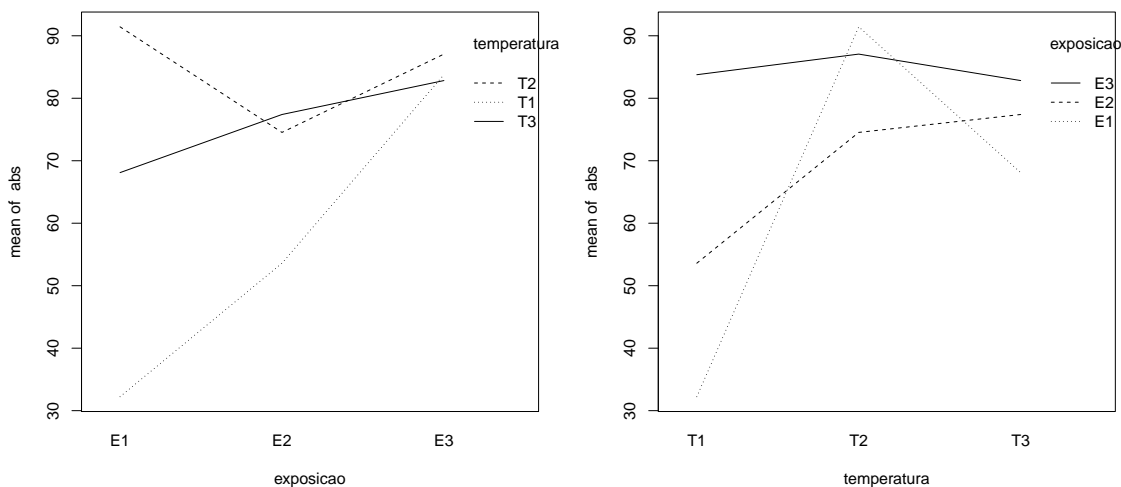 90
80
70
60
50
40
30
mean of abs
temperatura
T2
T1
T3
E1 E2 E3
exposicao
90
80
70
60
50
40
30
mean of abs
exposicao
E3
E2
E1
T1 T2 T3
temperatura